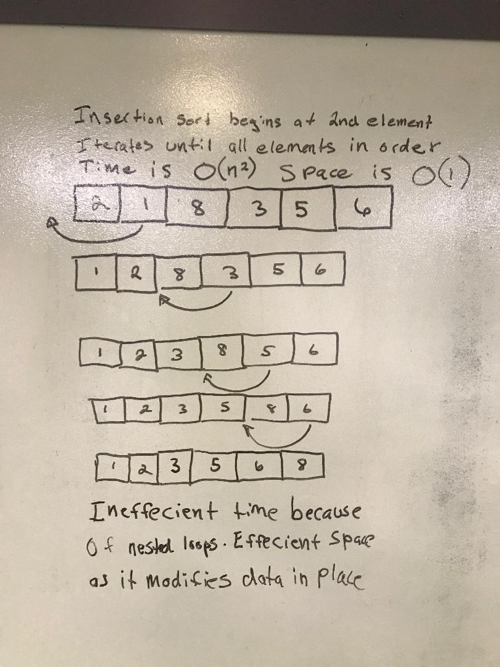 Insection sort begins at 2nd element
Iterates until all elements in order
Time is O(n²) Space is O(1)
2 1 8 3 5 6
1 2 8 3 5 6
1 2 3 8 5 6
1 2 3 5 8 6
1 2 3 5 6 8
Ineffecient time because
Of nested loops. Effecient Space
as it modifies data in place